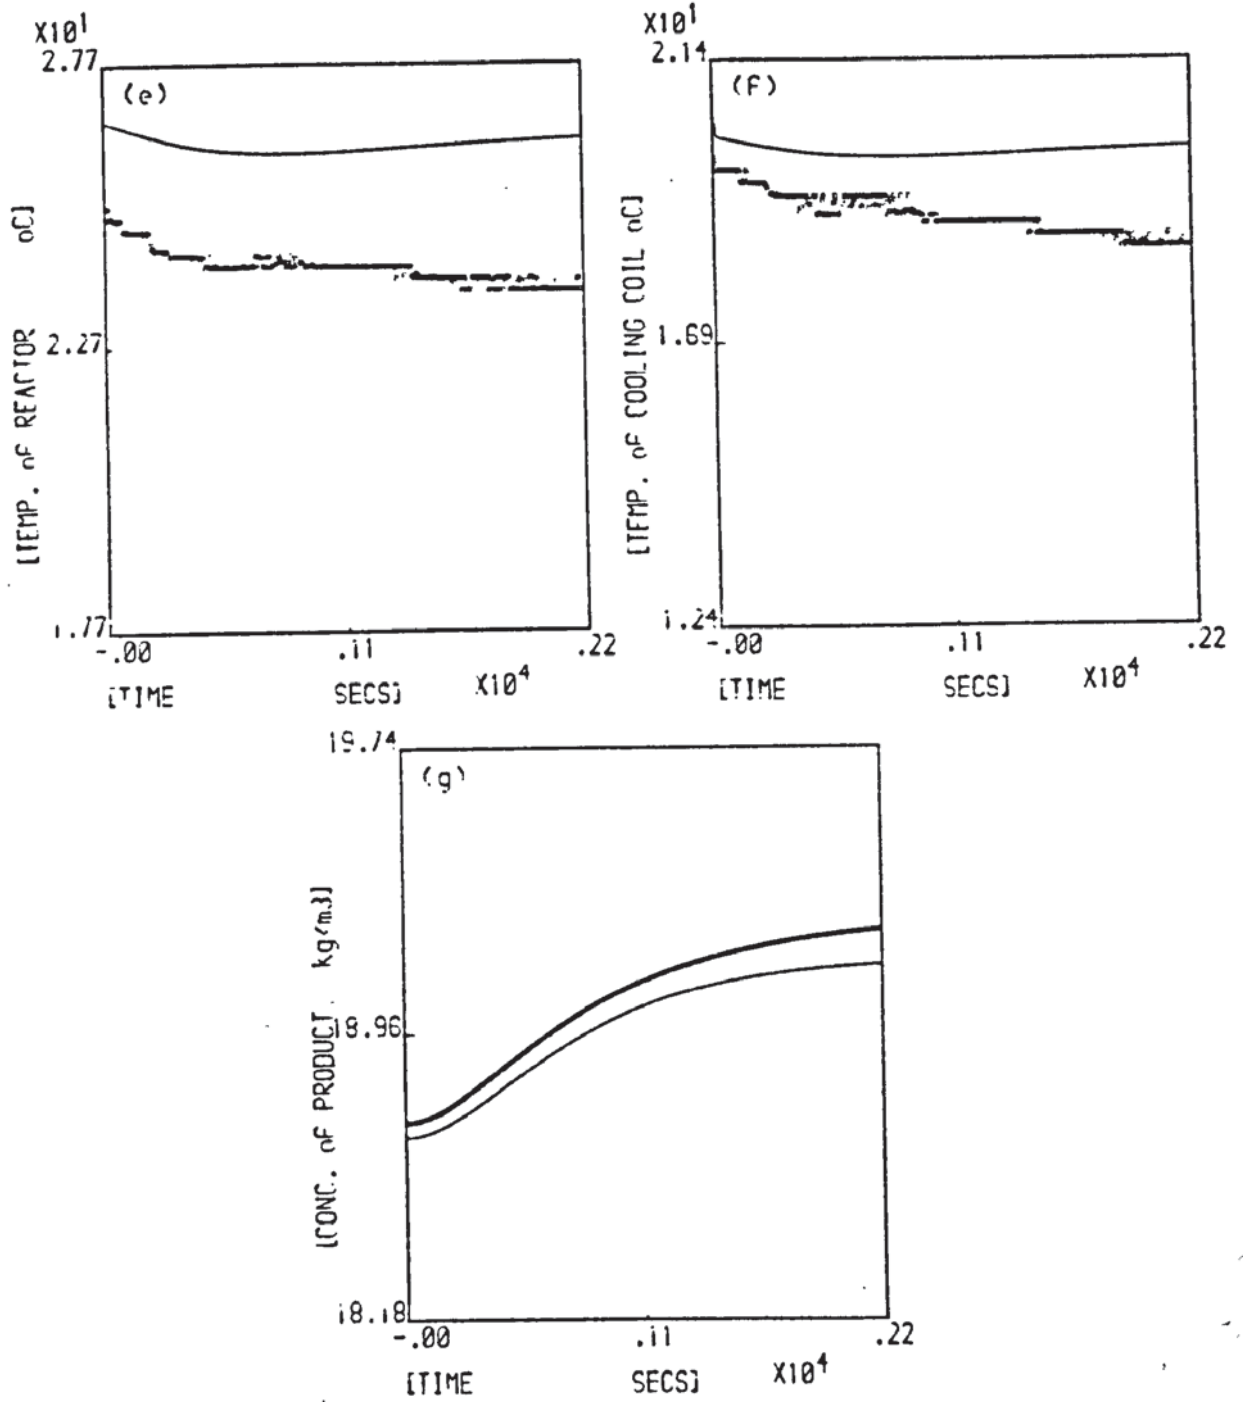 X10¹
2.77
(e)
[TEMP. oF REACTOR oC]
2.27
1.77
-.00 .11 .22
[TIME SECS] X10⁴
X10¹
2.14
(f)
[TEMP. oF COOLING COIL oC]
1.69
1.24
-.00 .11 .22
[TIME SECS] X10⁴
19.74
(g)
[CONC. oF PRODUCT. kg<m3]
18.96
18.18
-.00 .11 .22
[TIME SECS] X10⁴